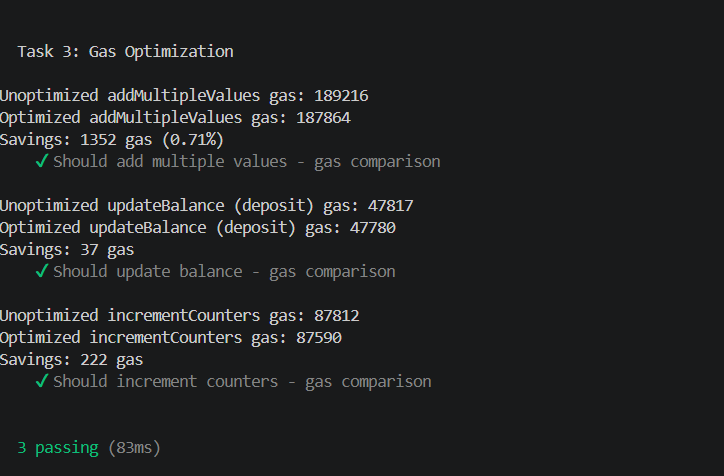 Task 3: Gas Optimization
Unoptimized addMultipleValues gas: 189216
Optimized addMultipleValues gas: 187864
Savings: 1352 gas (0.71%)
✓ Should add multiple values - gas comparison
Unoptimized updateBalance (deposit) gas: 47817
Optimized updateBalance (deposit) gas: 47780
Savings: 37 gas
✓ Should update balance - gas comparison
Unoptimized incrementCounters gas: 87812
Optimized incrementCounters gas: 87590
Savings: 222 gas
✓ Should increment counters - gas comparison
3 passing (83ms)